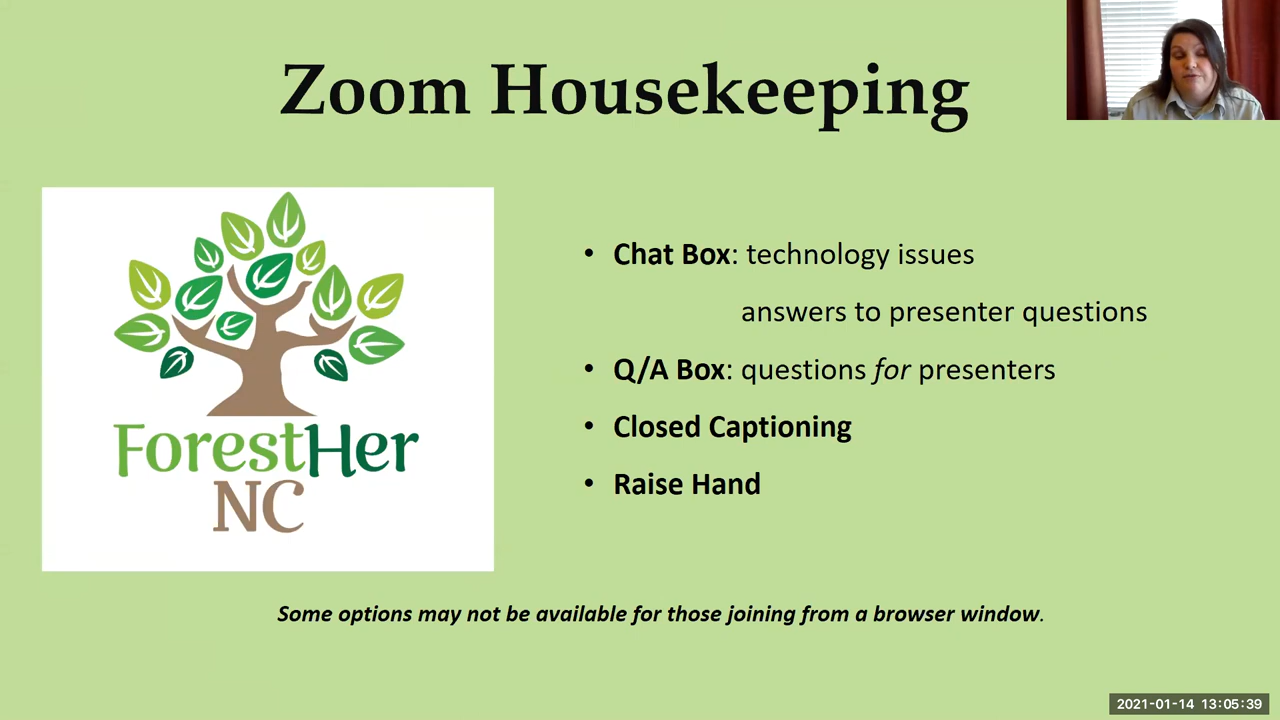 Zoom Housekeeping
ForestHer
NC
• Chat Box: technology issues
answers to presenter questions
• Q/A Box: questions for presenters
• Closed Captioning
• Raise Hand
Some options may not be available for those joining from a browser window.
2021-01-14 13:05:39